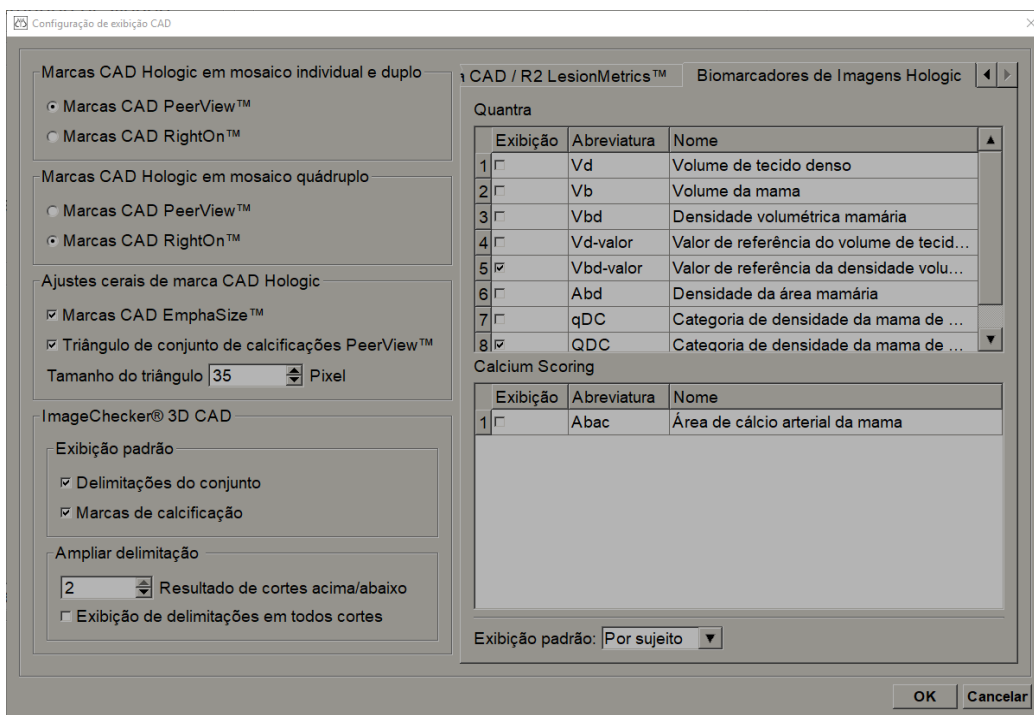 Configuração de exibição CAD
Marcas CAD Hologic em mosaico individual e duplo
Marcas CAD PeerView™
Marcas CAD RightOn™
Marcas CAD Hologic em mosaico quádruplo
Marcas CAD PeerView™
Marcas CAD RightOn™
Ajustes cerais de marca CAD Hologic
Marcas CAD EmphaSize™
Triângulo de conjunto de calcificações PeerView™
Tamanho do triângulo 35 Pixel
ImageChecker® 3D CAD
Exibição padrão
Delimitações do conjunto
Marcas de calcificação
Ampliar delimitação
2 Resultado de cortes acima/abaixo
Exibição de delimitações em todos cortes
CAD / R2 LesionMetrics™ Biomarcadores de Imagens Hologic
Quantra
Exibição Abreviatura Nome
1 Vd Volume de tecido denso
2 Vb Volume da mama
3 Vbd Densidade volumétrica mamária
4 Vd-valor Valor de referência do volume de tecid...
5 Vbd-valor Valor de referência da densidade volu...
6 Abd Densidade da área mamária
7 qDC Categoria de densidade da mama de ...
8 QDC Categoria de densidade da mama de ...
Calcium Scoring
Exibição Abreviatura Nome
1 Abac Área de cálcio arterial da mama
Exibição padrão: Por sujeito
OK Cancelar